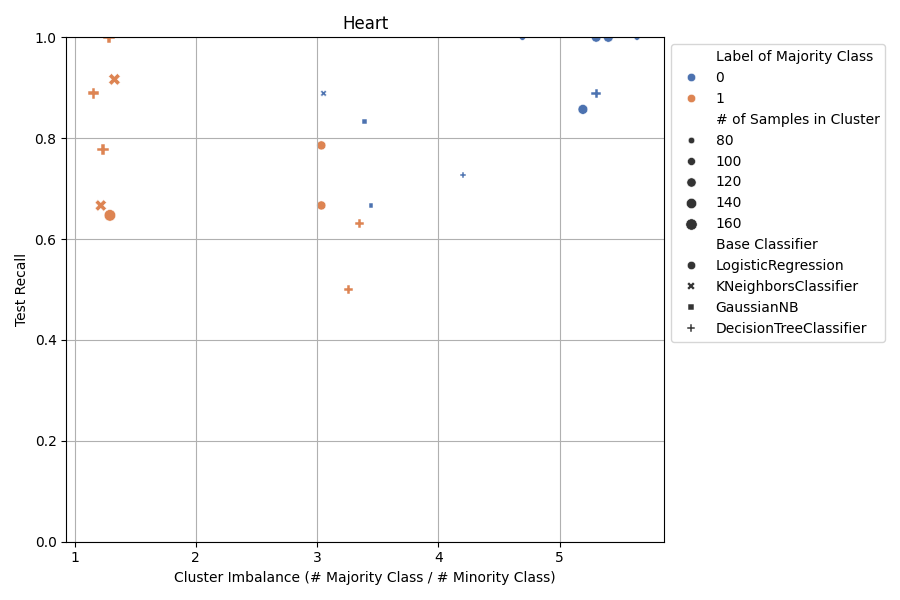 Heart
1.0
0.8
0.6
0.4
0.2
0.0
Test Recall
1 2 3 4 5
Cluster Imbalance (# Majority Class / # Minority Class)
Label of Majority Class
0
1
# of Samples in Cluster
80
100
120
140
160
Base Classifier
LogisticRegression
KNeighborsClassifier
GaussianNB
DecisionTreeClassifier